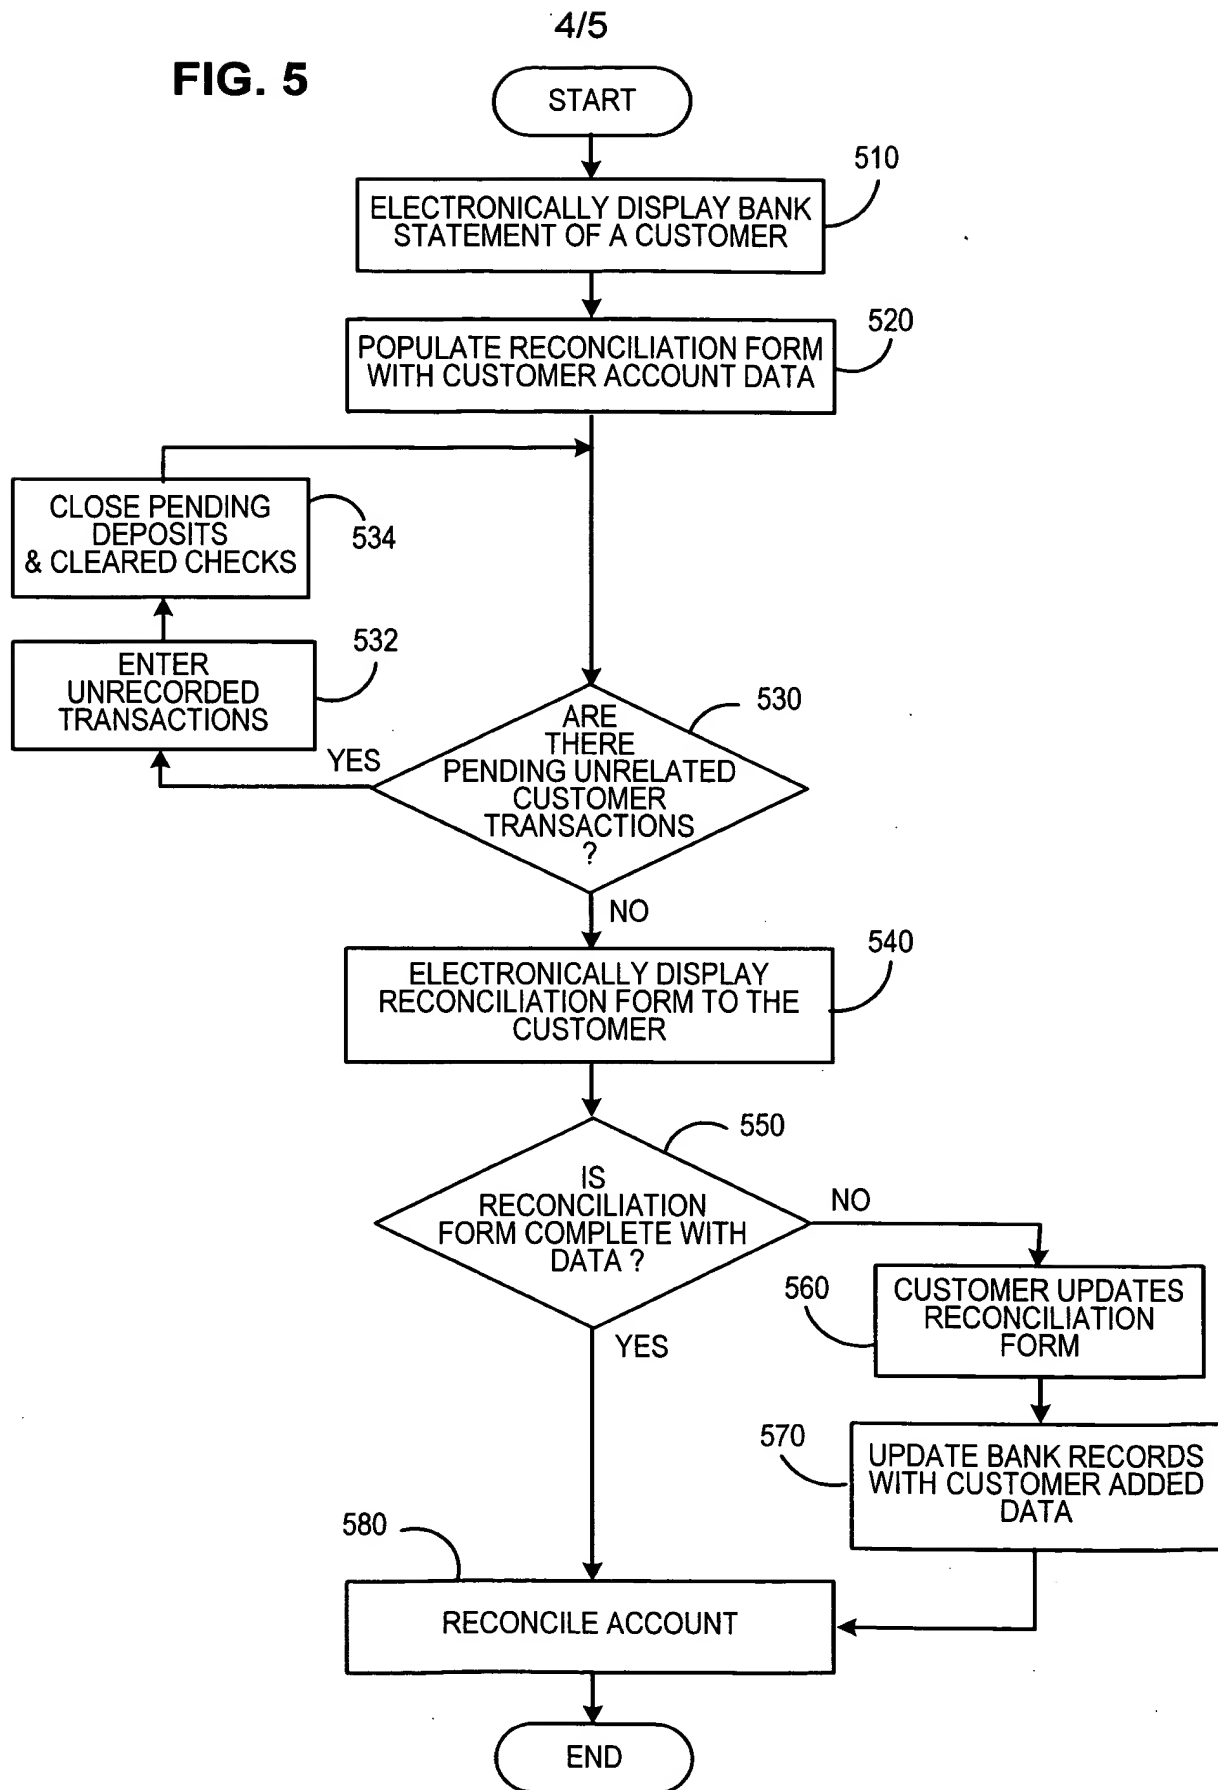 4/5
FIG. 5
START
510
ELECTRONICALLY DISPLAY BANK
STATEMENT OF A CUSTOMER
520
POPULATE RECONCILIATION FORM
WITH CUSTOMER ACCOUNT DATA
CLOSE PENDING
DEPOSITS
& CLEARED CHECKS
534
532
ENTER
UNRECORDED
TRANSACTIONS
530
ARE
THERE
PENDING UNRELATED
CUSTOMER
TRANSACTIONS
?
YES
NO
540
ELECTRONICALLY DISPLAY
RECONCILIATION FORM TO THE
CUSTOMER
550
IS
RECONCILIATION
FORM COMPLETE WITH
DATA ?
NO
YES
560
CUSTOMER UPDATES
RECONCILIATION
FORM
570
UPDATE BANK RECORDS
WITH CUSTOMER ADDED
DATA
580
RECONCILE ACCOUNT
END